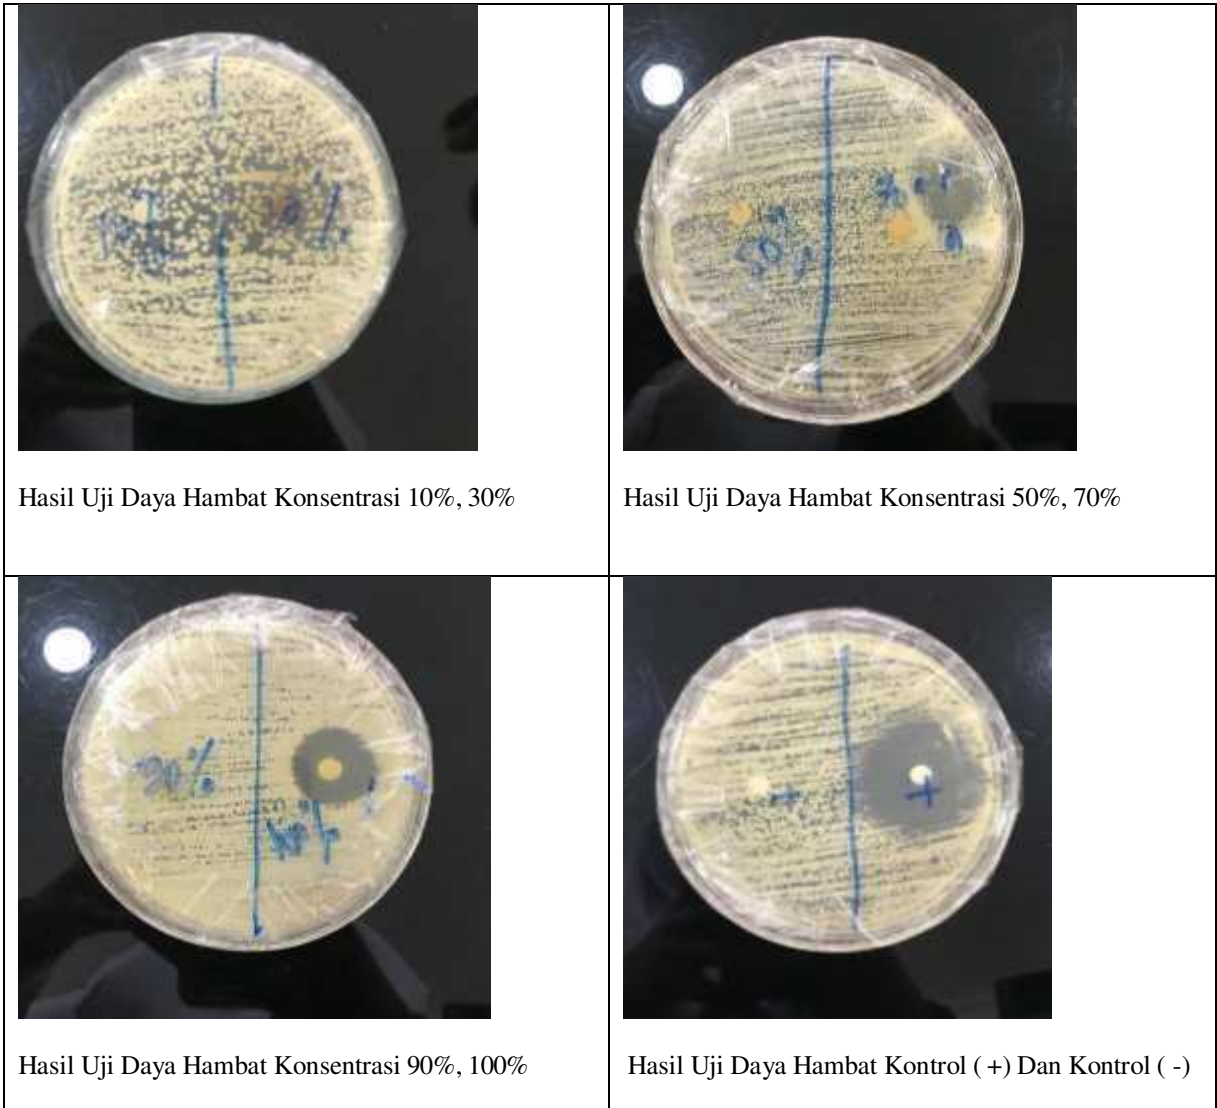 Hasil Uji Daya Hambat Konsentrasi 10%, 30%
50%
Hasil Uji Daya Hambat Konsentrasi 50%, 70%
90%
Hasil Uji Daya Hambat Konsentrasi 90%, 100%
+
Hasil Uji Daya Hambat Kontrol ( +) Dan Kontrol ( -)